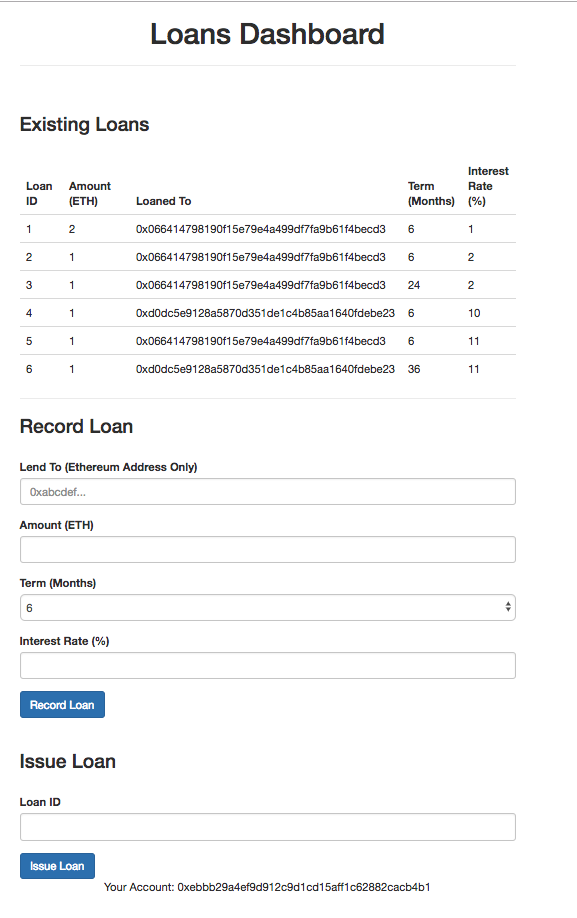 Loans Dashboard
Existing Loans
Loan ID Amount (ETH) Loaned To Term (Months) Interest Rate (%)
1 2 0x066414798190f15e79e4a499df7fa9b61f4becd3 6 1
2 1 0x066414798190f15e79e4a499df7fa9b61f4becd3 6 2
3 1 0x066414798190f15e79e4a499df7fa9b61f4becd3 24 2
4 1 0xd0dc5e9128a5870d351de1c4b85aa1640fdebe23 6 10
5 1 0x066414798190f15e79e4a499df7fa9b61f4becd3 6 11
6 1 0xd0dc5e9128a5870d351de1c4b85aa1640fdebe23 36 11
Record Loan
Lend To (Ethereum Address Only)
0xabcdef...
Amount (ETH)
Term (Months)
6
Interest Rate (%)
Record Loan
Issue Loan
Loan ID
Issue Loan
Your Account: 0xebbb29a4ef9d912c9d1cd15aff1c62882cacb4b1